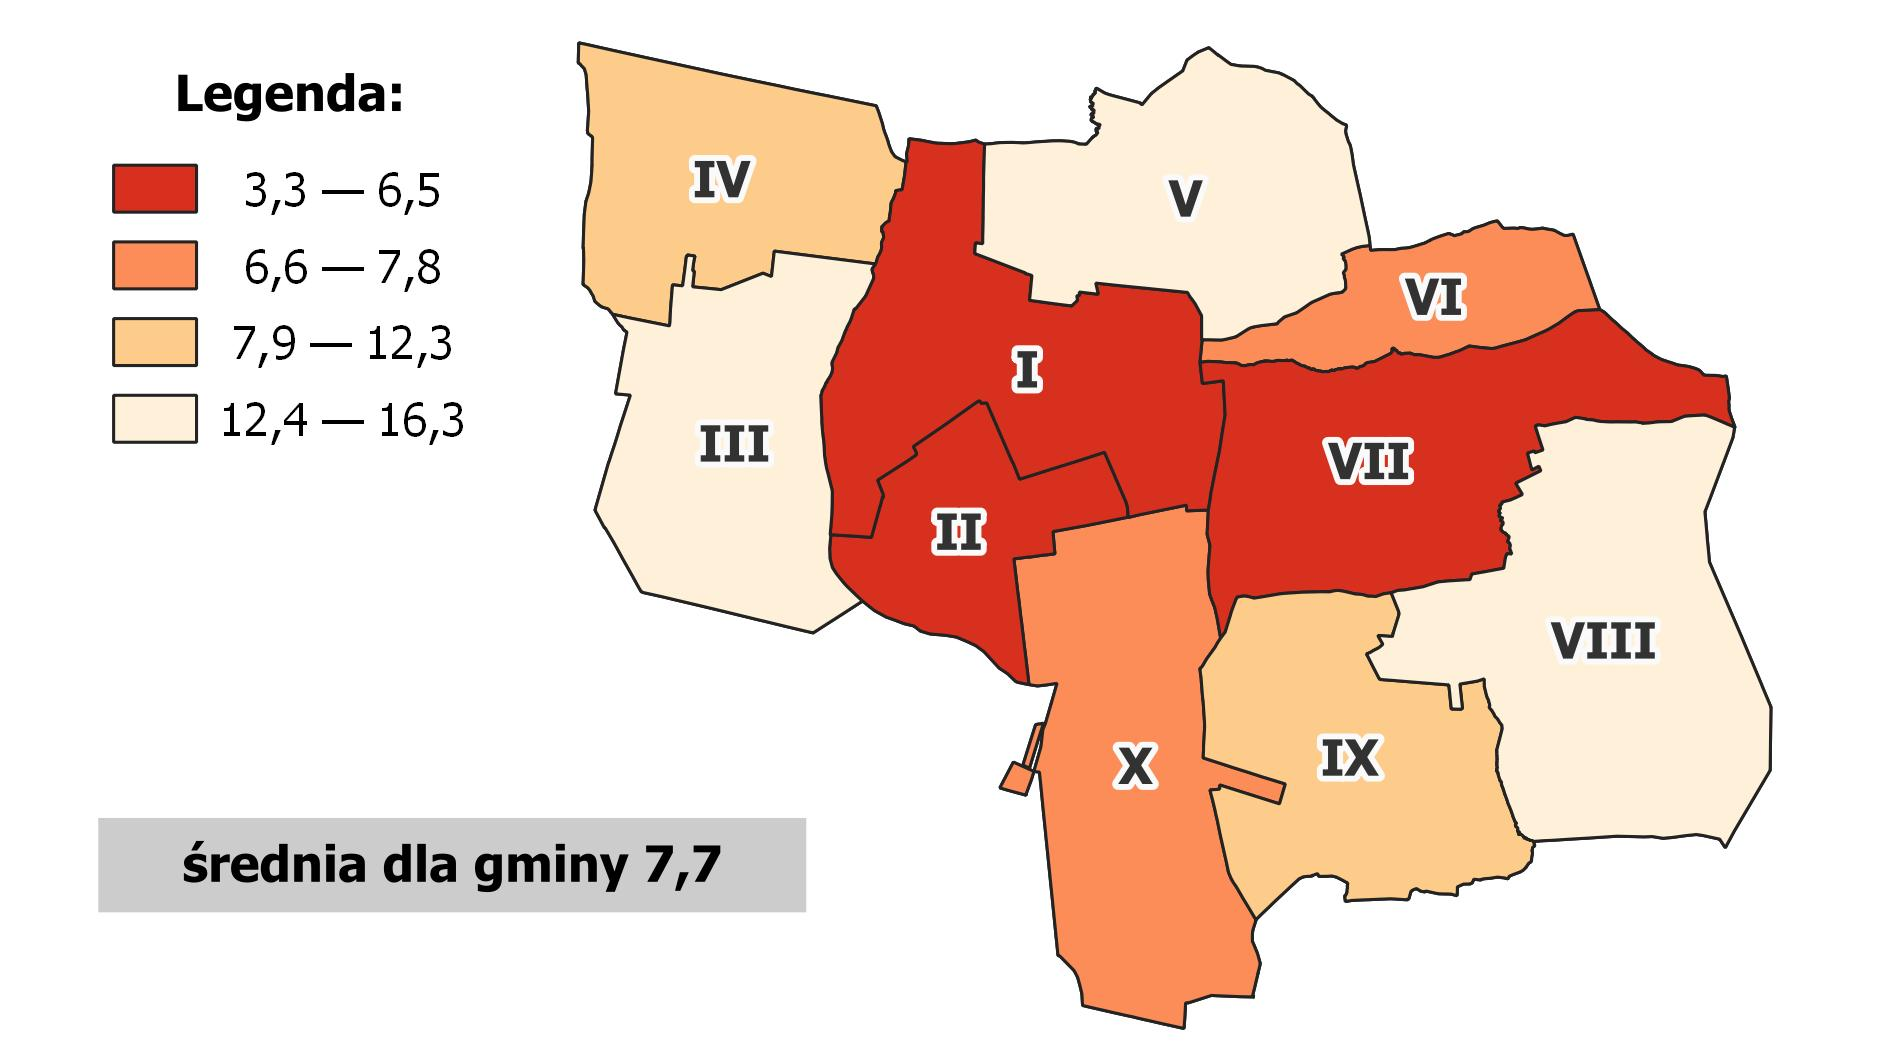 Legenda:
3,3 — 6,5
6,6 — 7,8
7,9 — 12,3
12,4 — 16,3
IV
V
VI
I
III
VII
II
VIII
IX
X
średnia dla gminy 7,7